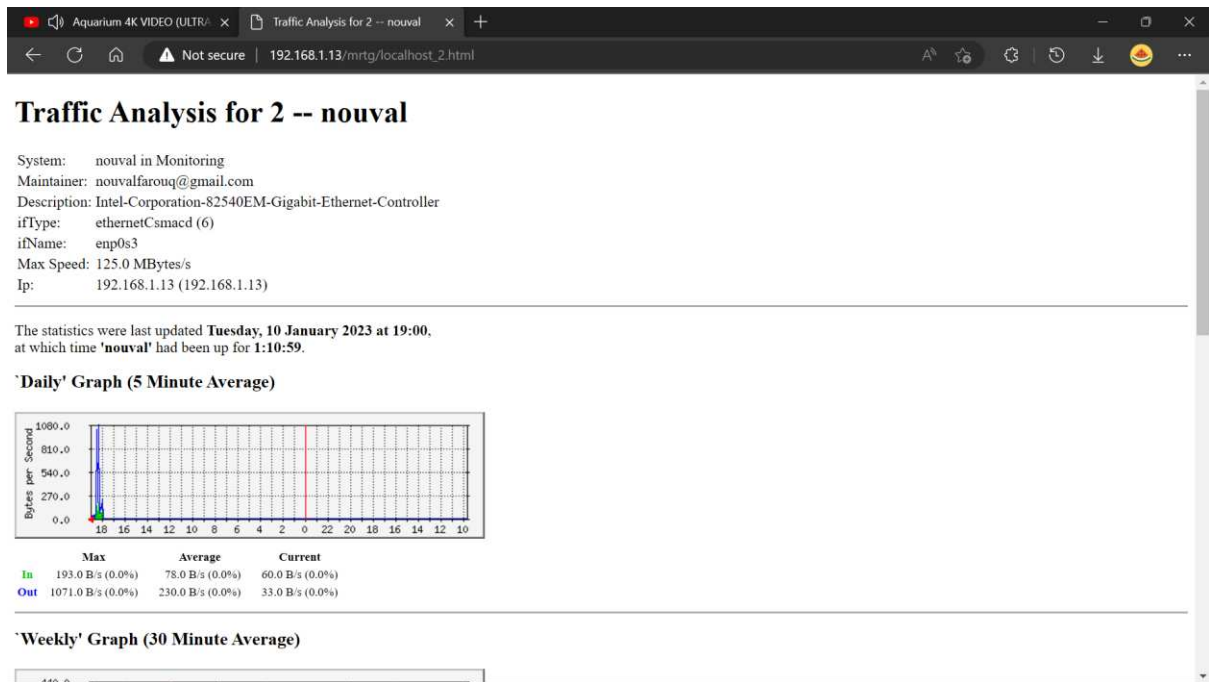 Aquarium 4K VIDEO (ULTRA
Traffic Analysis for 2 -- nouval
Not secure | 192.168.1.13/mrtg/localhost_2.html
Traffic Analysis for 2 -- nouval
System: nouval in Monitoring
Maintainer: nouvalfarouq@gmail.com
Description: Intel-Corporation-82540EM-Gigabit-Ethernet-Controller
ifType: ethernetCsmacd (6)
ifName: enp0s3
Max Speed: 125.0 MBytes/s
Ip: 192.168.1.13 (192.168.1.13)
The statistics were last updated Tuesday, 10 January 2023 at 19:00,
at which time 'nouval' had been up for 1:10:59.
`Daily' Graph (5 Minute Average)
Bytes per Second
1080.0
810.0
540.0
270.0
0.0
18 16 14 12 10 8 6 4 2 0 22 20 18 16 14 12 10
Max Average Current
In 193.0 B/s (0.0%) 78.0 B/s (0.0%) 60.0 B/s (0.0%)
Out 1071.0 B/s (0.0%) 230.0 B/s (0.0%) 33.0 B/s (0.0%)
`Weekly' Graph (30 Minute Average)